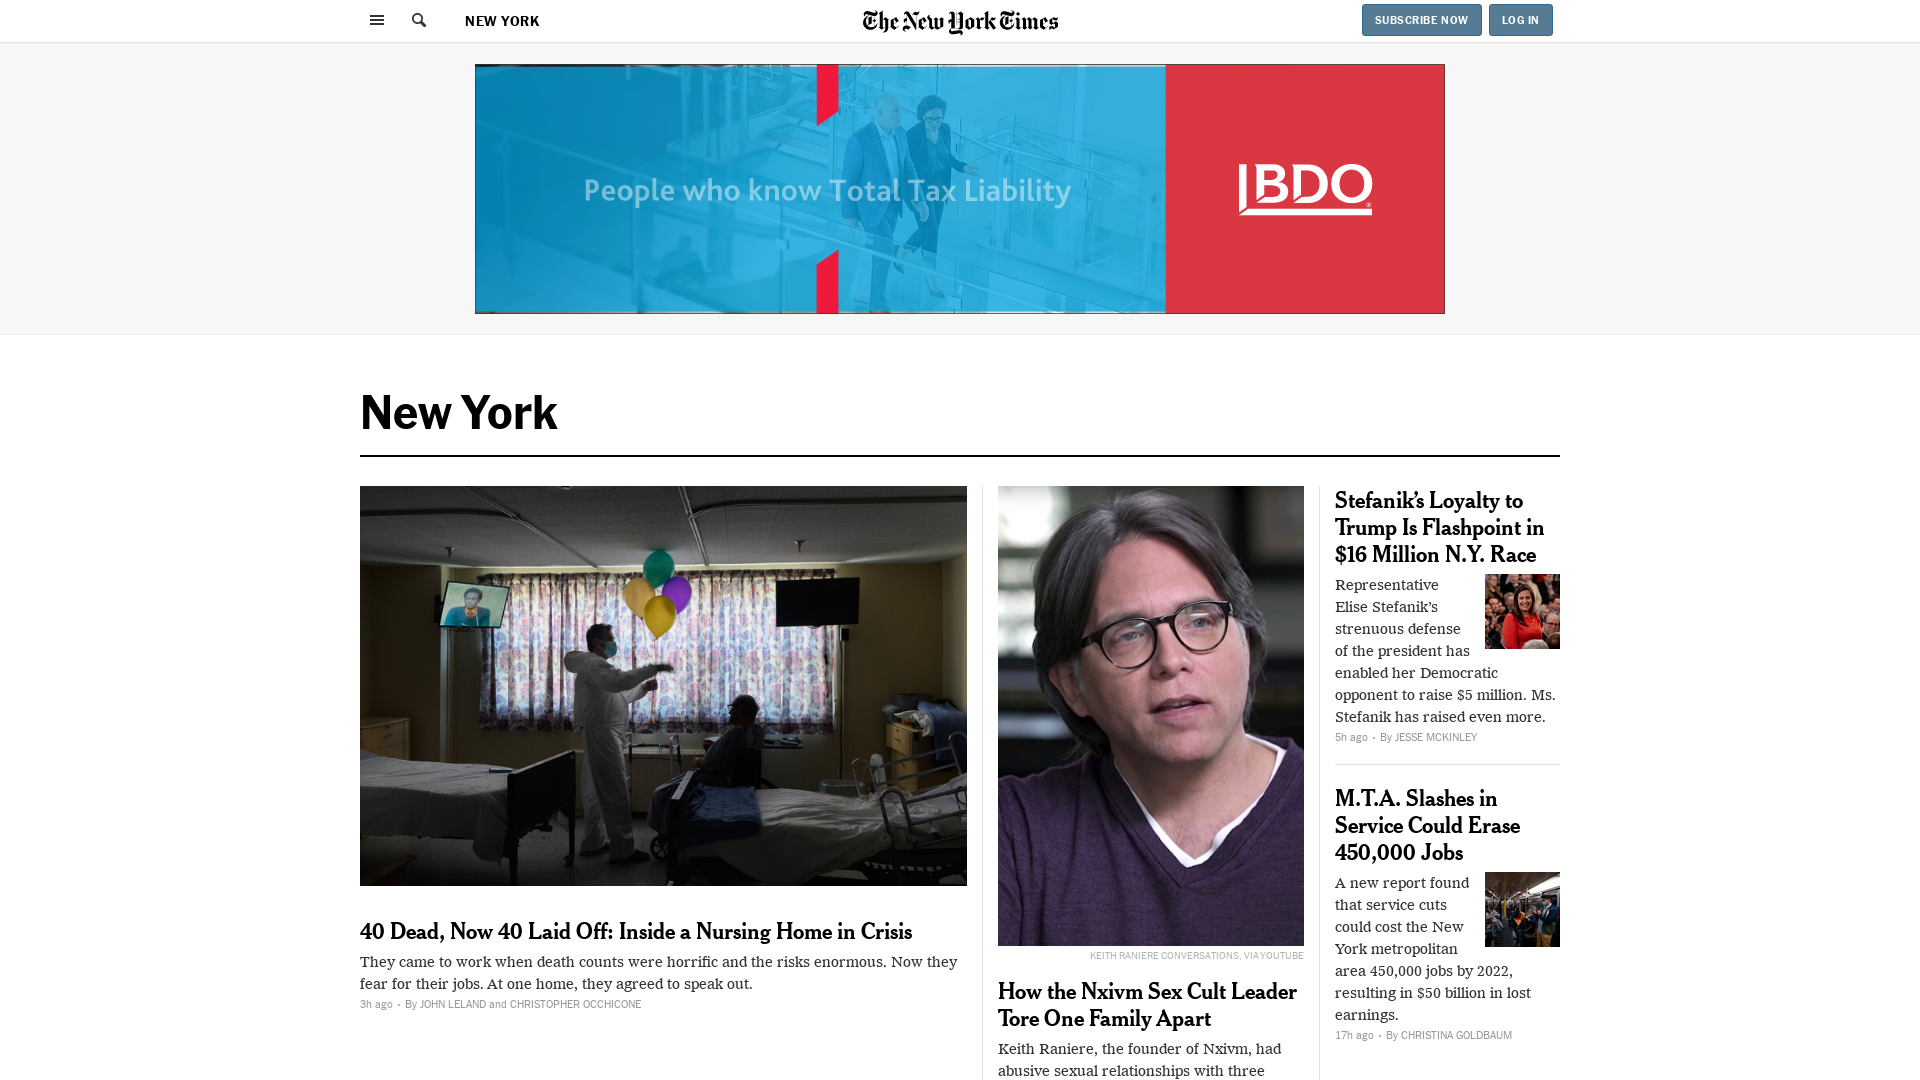 NEW YORK
The New York Times
SUBSCRIBE NOW
LOG IN
People who know Total Tax Liability
BDO
New York
40 Dead, Now 40 Laid Off: Inside a Nursing Home in Crisis
They came to work when death counts were horrific and the risks enormous. Now they
fear for their jobs. At one home, they agreed to speak out.
3h ago • By JOHN LELAND and CHRISTOPHER OCCHICONE
KEITH RANIERE CONVERSATIONS, VIA YOUTUBE
How the Nxivm Sex Cult Leader
Tore One Family Apart
Keith Raniere, the founder of Nxivm, had
abusive sexual relationships with three
Stefanik’s Loyalty to
Trump Is Flashpoint in
$16 Million N.Y. Race
Representative
Elise Stefanik’s
strenuous defense
of the president has
enabled her Democratic
opponent to raise $5 million. Ms.
Stefanik has raised even more.
5h ago • By JESSE MCKINLEY
M.T.A. Slashes in
Service Could Erase
450,000 Jobs
A new report found
that service cuts
could cost the New
York metropolitan
area 450,000 jobs by 2022,
resulting in $50 billion in lost
earnings.
17h ago • By CHRISTINA GOLDBAUM